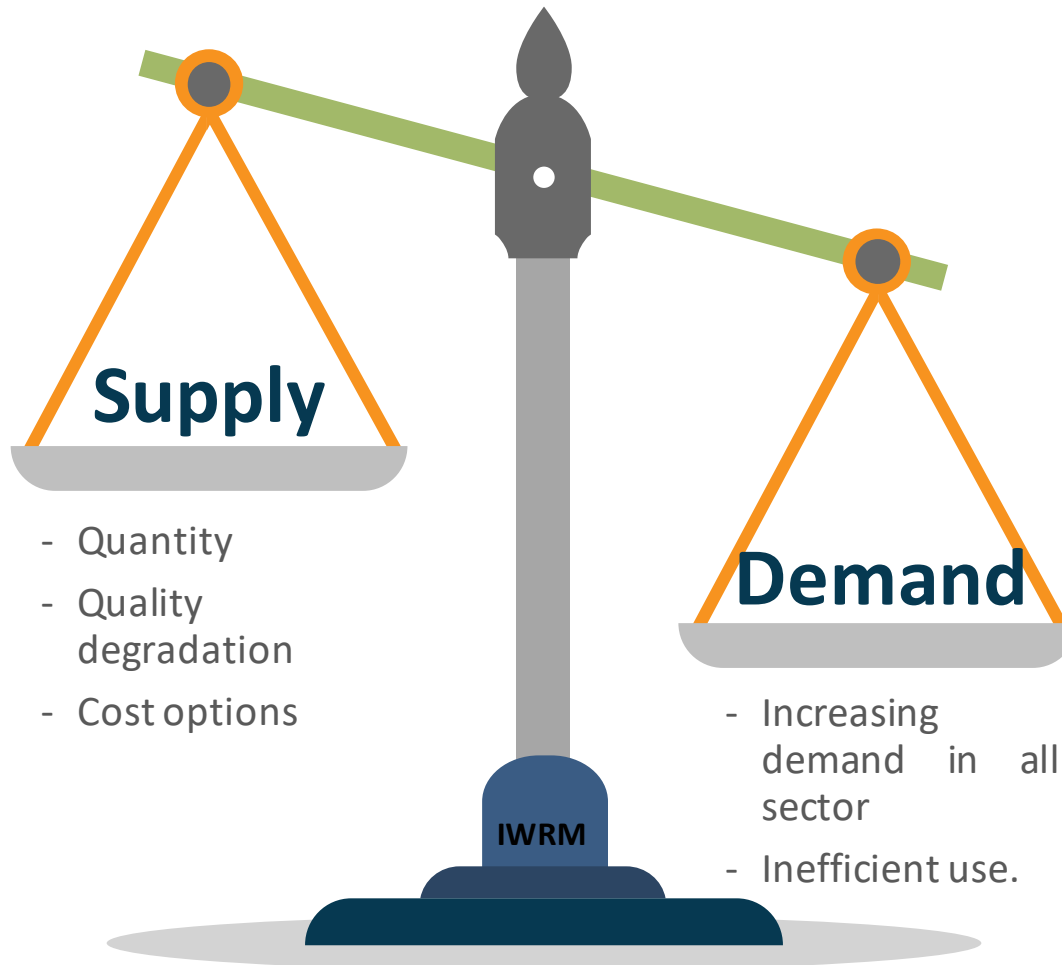 Supply
- Quantity
- Quality
degradation
- Cost options
Demand
- Increasing
demand in all
sector
- Inefficient use.
IWRM